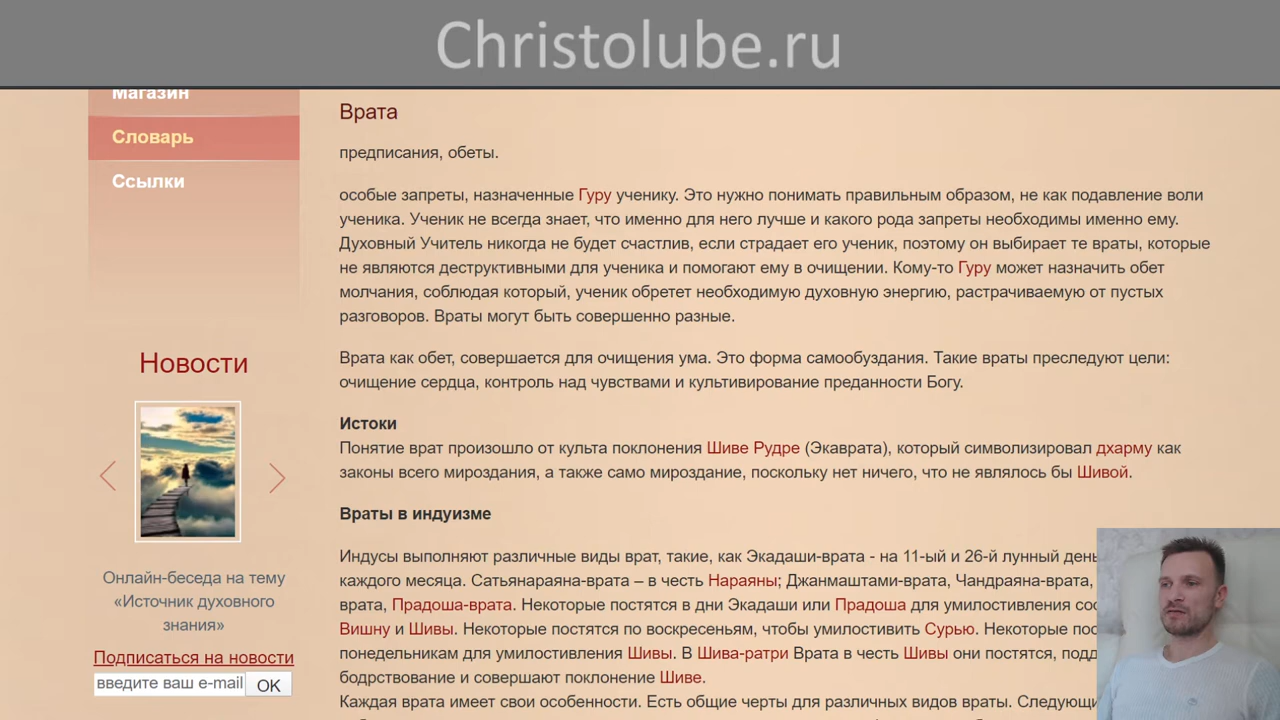 Christolube.ru
Магазин
Словарь
Ссылки
Новости
Онлайн-беседа на тему
«Источник духовного
знания»
Подписаться на новости
введите ваш e-mail OK
Врата
предписания, обеты.
особые запреты, назначенные Гуру ученику. Это нужно понимать правильным образом, не как подавление воли
ученика. Ученик не всегда знает, что именно для него лучше и какого рода запреты необходимы именно ему.
Духовный Учитель никогда не будет счастлив, если страдает его ученик, поэтому он выбирает те враты, которые
не являются деструктивными для ученика и помогают ему в очищении. Кому-то Гуру может назначить обет
молчания, соблюдая который, ученик обретет необходимую духовную энергию, растрачиваемую от пустых
разговоров. Враты могут быть совершенно разные.
Врата как обет, совершается для очищения ума. Это форма самообуздания. Такие враты преследуют цели:
очищение сердца, контроль над чувствами и культивирование преданности Богу.
Истоки
Понятие врат произошло от культа поклонения Шиве Рудре (Экаврата), который символизировал дхарму как
законы всего мироздания, а также само мироздание, поскольку нет ничего, что не являлось бы Шивой.
Враты в индуизме
Индусы выполняют различные виды врат, такие, как Экадаши-врата - на 11-ый и 26-й лунный день
каждого месяца. Сатьянараяна-врата – в честь Нараяны; Джанмаштами-врата, Чандраяна-врата,
врата, Прадоша-врата. Некоторые постятся в дни Экадаши или Прадоша для умилостивления
Вишну и Шивы. Некоторые постятся по воскресеньям, чтобы умилостивить Сурью. Некоторые
понедельникам для умилостивления Шивы. В Шива-ратри Врата в честь Шивы они постятся,
бодрствование и совершают поклонение Шиве.
Каждая врата имеет свои особенности. Есть общие черты для различных видов враты.